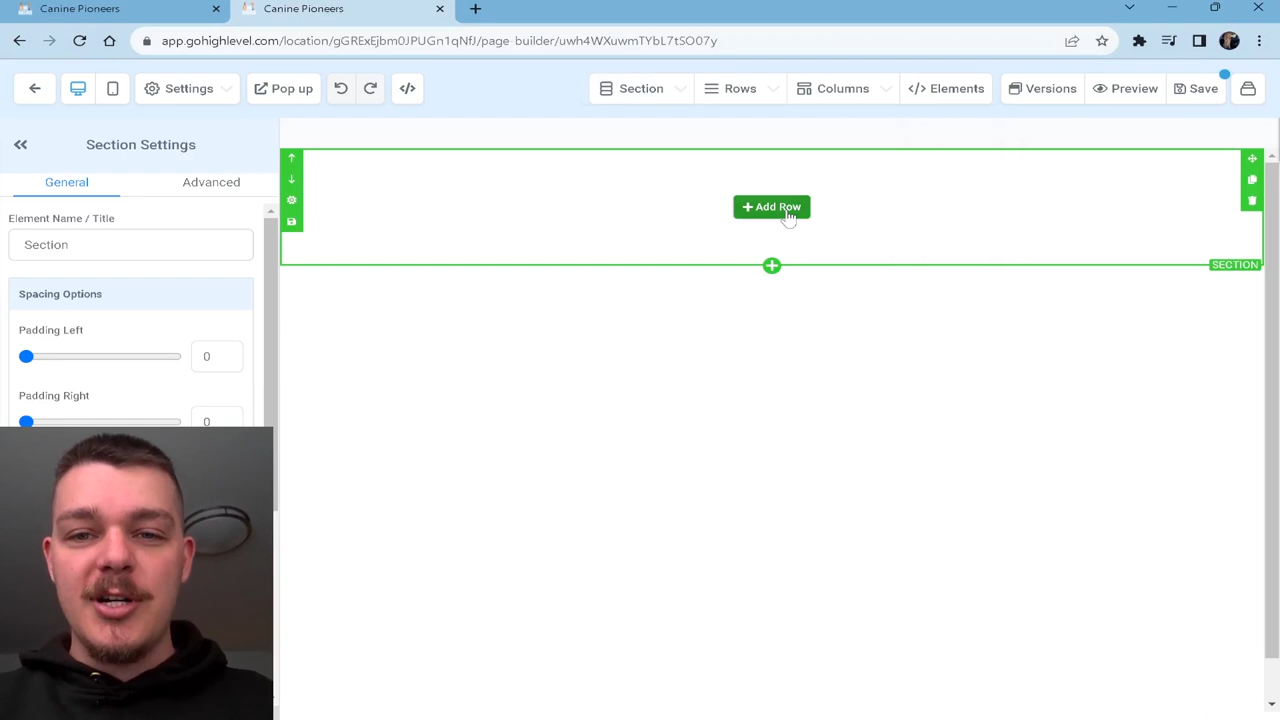 Canine Pioneers
Canine Pioneers
app.gohighlevel.com/location/gGRExEjbm0JPUGn1qNfJ/page-builder/uwh4WXuwmTYbL7tSO07y
Settings
Pop up
Section
Rows
Columns
Elements
Versions
Preview
Save
Section Settings
General
Advanced
Element Name / Title
Section
Spacing Options
Padding Left
0
Padding Right
0
+ Add Row
SECTION